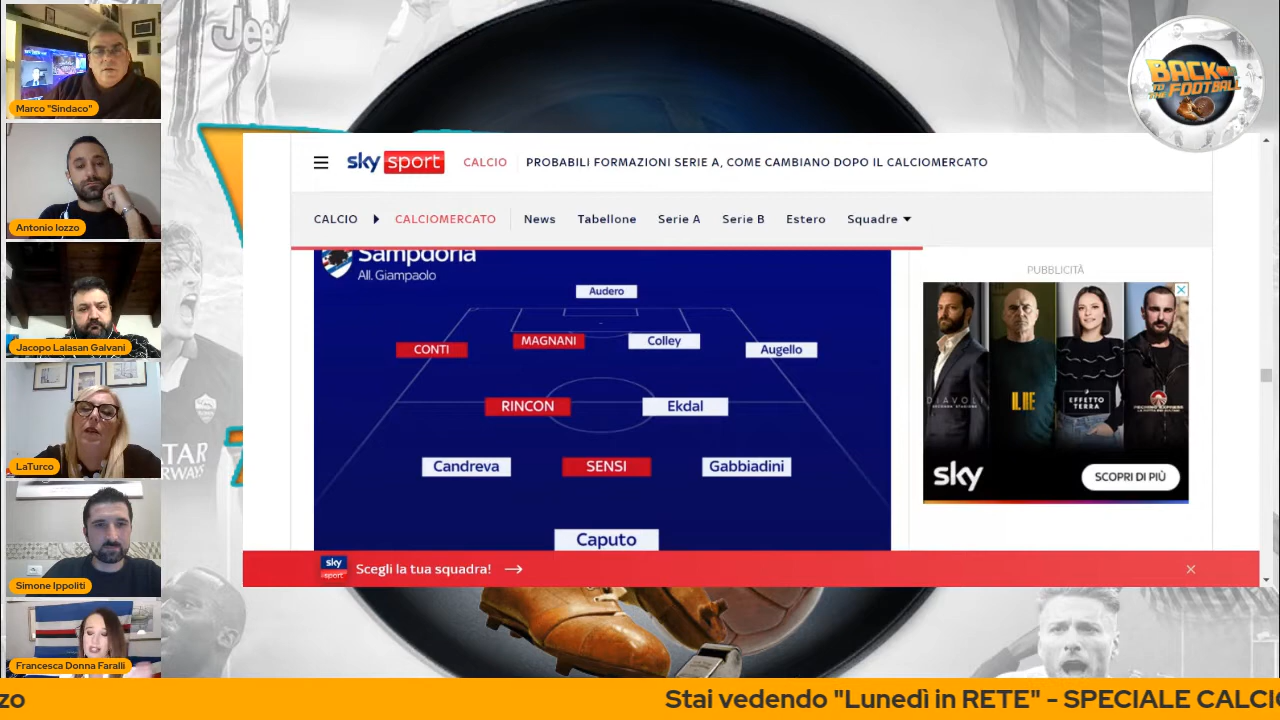 Jeep
Marco "Sindaco"
Antonio Iozzo
Jacopo Lalasan Galvani
LaTurco
Simone Ippoliti
Francesca Donna Faralli
BACK
TO THE FOOTBALL
sky sport CALCIO PROBABILI FORMAZIONI SERIE A, COME CAMBIANO DOPO IL CALCIOMERCATO
CALCIO CALCIOMERCATO News Tabellone Serie A Serie B Estero Squadre
Sampdoria
All. Giampaolo
Audero
CONTI MAGNANI Colley Augello
RINCON Ekdal
Candreva SENSI Gabbiadini
Caputo
PUBBLICITÀ
DIAVOLI
EFFETTO
TERRA
sky SCOPRI DI PIÙ
sky sport Scegli la tua squadra!
ROMA
zo Stai vedendo "Lunedì in RETE" - SPECIALE CALCIO